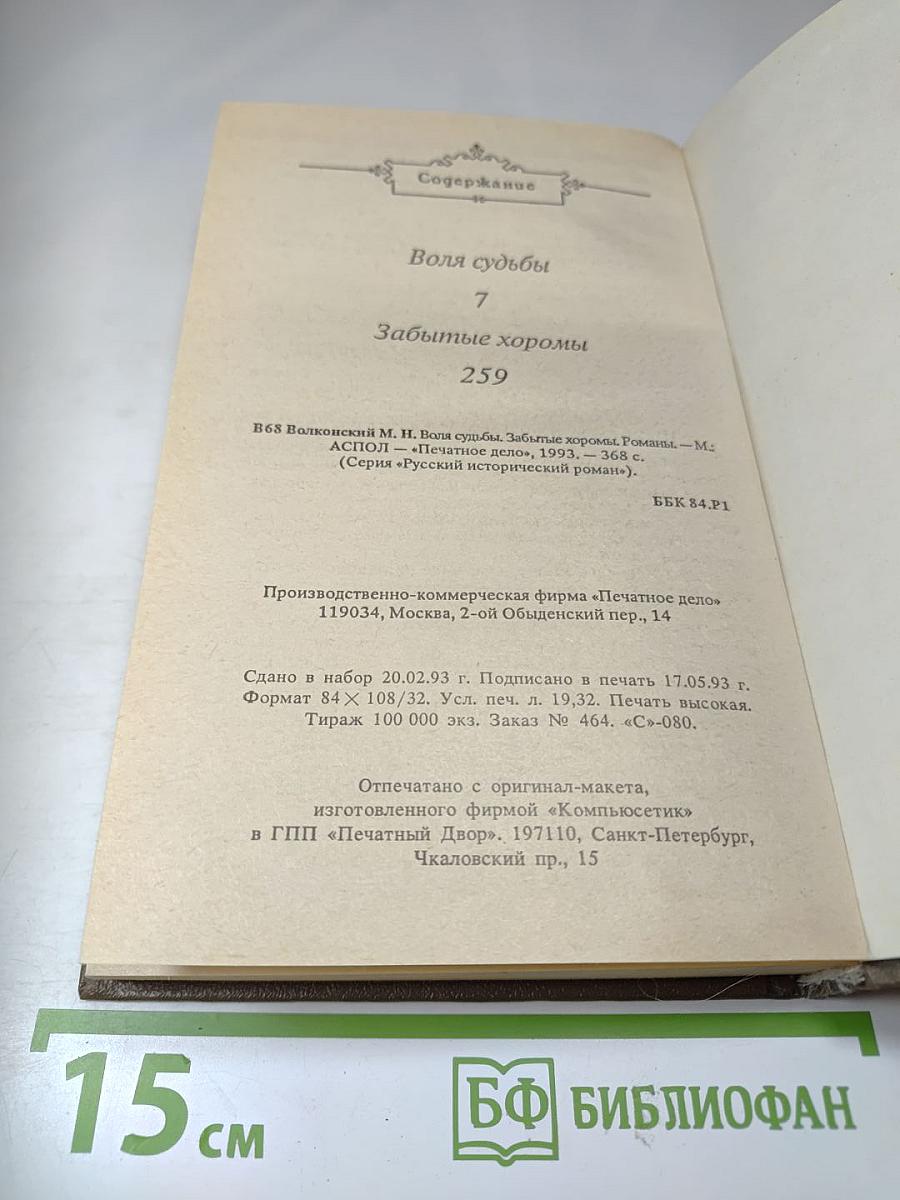 Содержание
Воля судьбы
7
Забытые хоромы
259
В68 Волконский М. Н. Воля судьбы. Забытые хоромы. Романы. — М.:
АСПОЛ — «Печатное дело», 1993. — 368 с.
(Серия «Русский исторический роман»).
ББК 84.Р1
Производственно-коммерческая фирма «Печатное дело»
119034, Москва, 2-ой Обыденский пер., 14
Сдано в набор 20.02.93 г. Подписано в печать 17.05.93 г.
Формат 84×108/32. Усл. печ. л. 19,32. Печать высокая.
Тираж 100 000 экз. Заказ № 464. «С»-080.
Отпечатано с оригинал-макета,
изготовленного фирмой «Компьюсетик»
в ГПП «Печатный Двор». 197110, Санкт-Петербург,
Чкаловский пр., 15
15 см
БФ БИБЛИОФАН